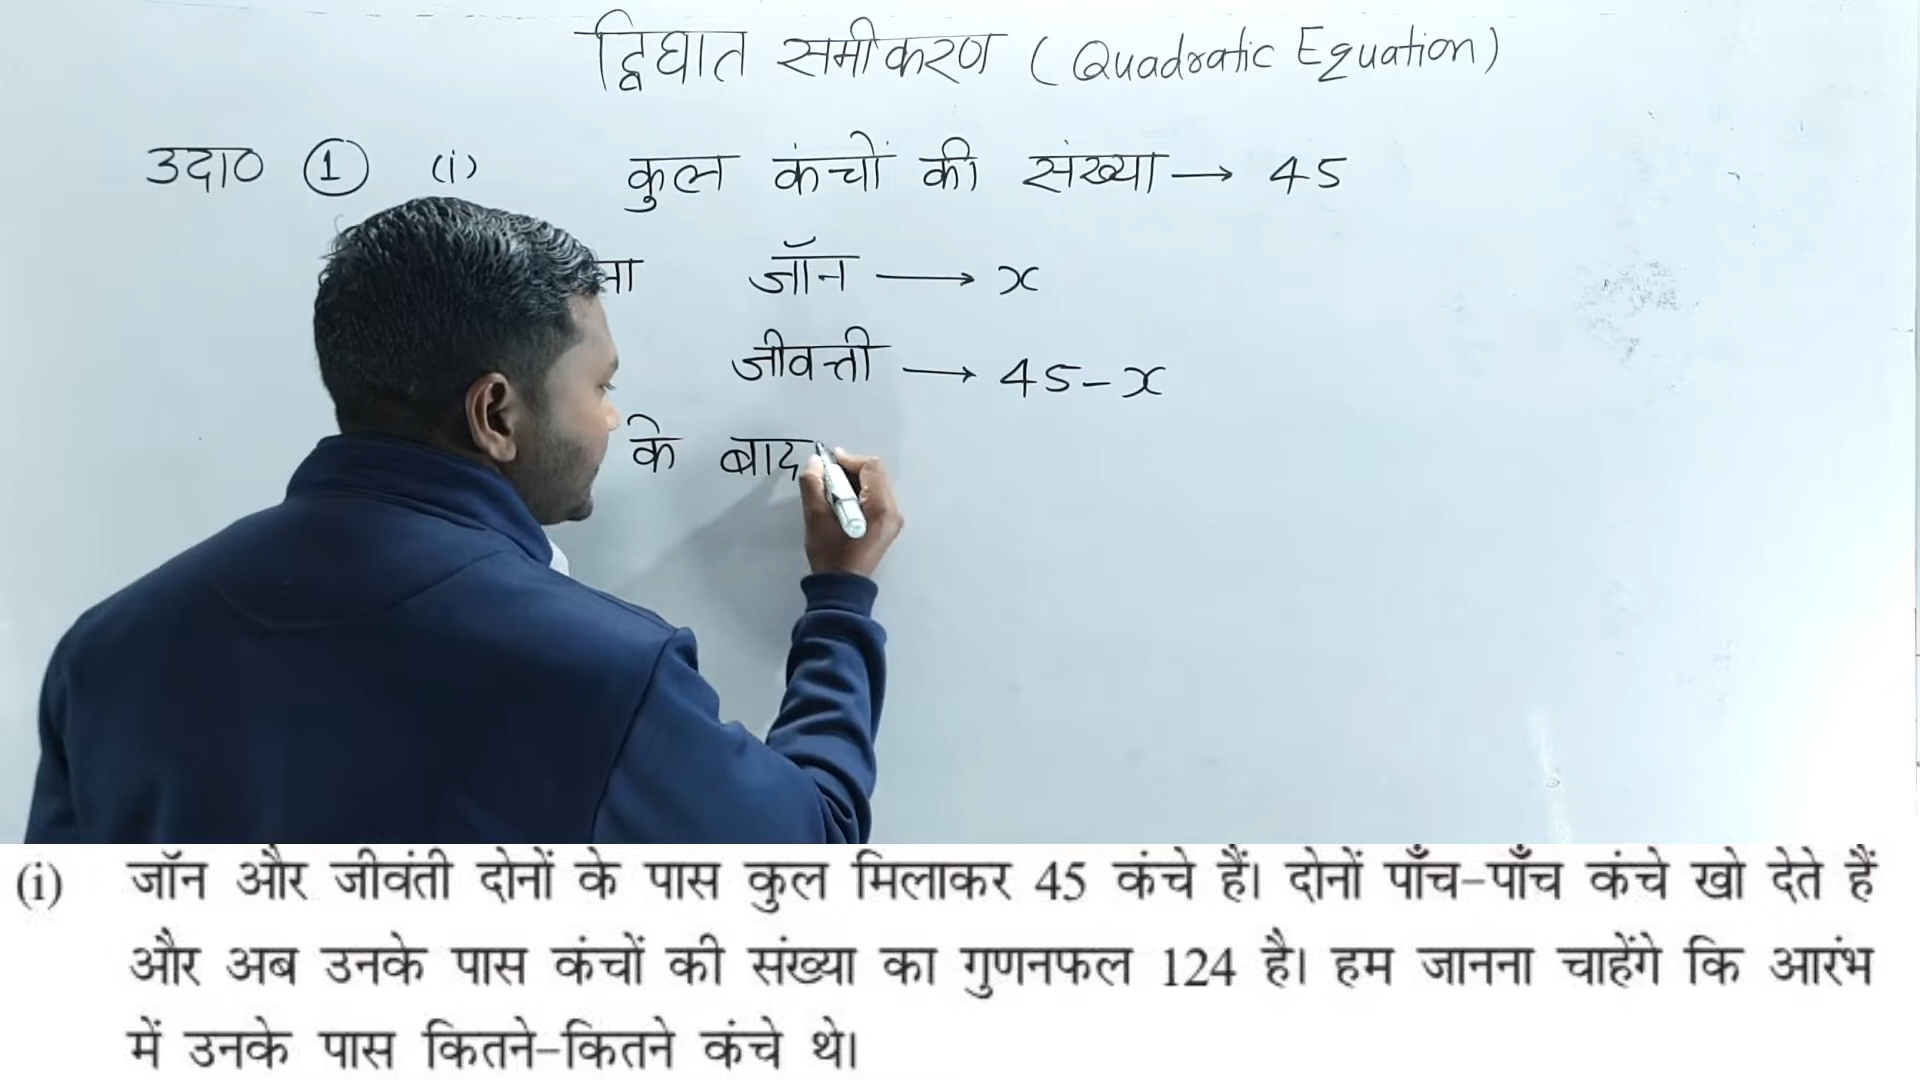 द्विघात समीकरण ( Quadratic Equation )
उदा० ① (i) कुल कंचों की संख्या → 45
जॉन → x
जीवन्ती → 45-x
के बाद
(i) जॉन और जीवंती दोनों के पास कुल मिलाकर 45 कंचे हैं। दोनों पाँच-पाँच कंचे खो देते हैं
और अब उनके पास कंचों की संख्या का गुणनफल 124 है। हम जानना चाहेंगे कि आरंभ
में उनके पास कितने-कितने कंचे थे।